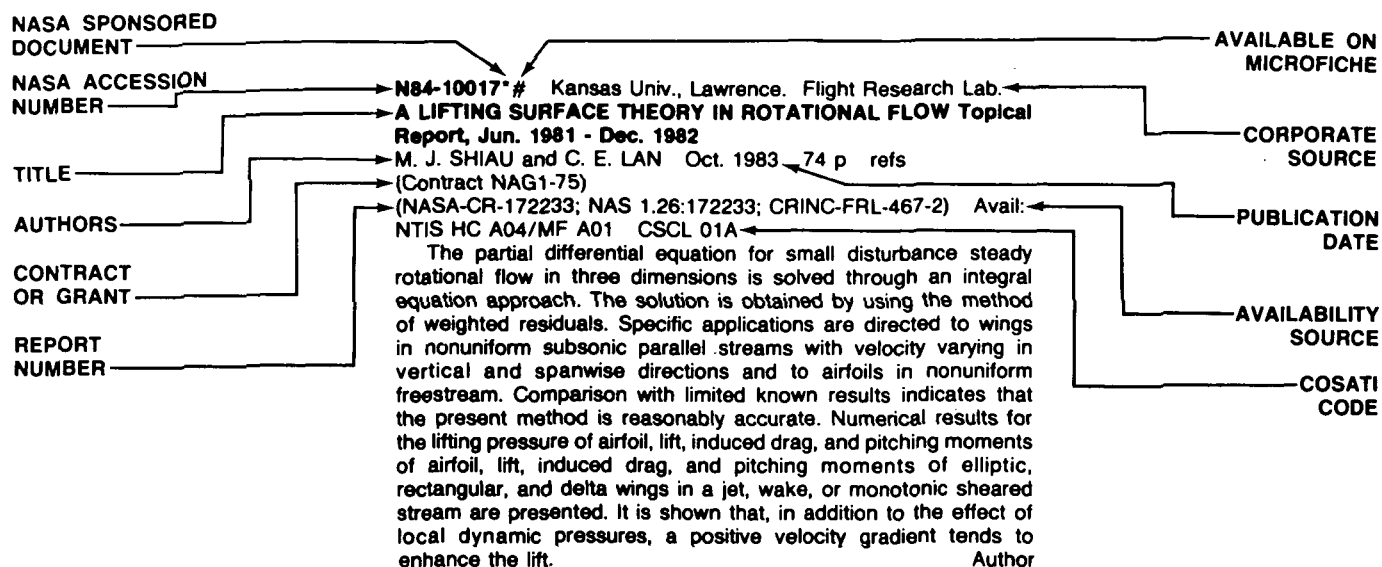 NASA SPONSORED
DOCUMENT
NASA ACCESSION
NUMBER
TITLE
AUTHORS
CONTRACT
OR GRANT
REPORT
NUMBER
N84-10017*# Kansas Univ., Lawrence. Flight Research Lab.
A LIFTING SURFACE THEORY IN ROTATIONAL FLOW Topical
Report, Jun. 1981 - Dec. 1982
M. J. SHIAU and C. E. LAN Oct. 1983 74 p refs
(Contract NAG1-75)
(NASA-CR-172233; NAS 1.26:172233; CRINC-FRL-467-2) Avail:
NTIS HC A04/MF A01 CSCL 01A
The partial differential equation for small disturbance steady
rotational flow in three dimensions is solved through an integral
equation approach. The solution is obtained by using the method
of weighted residuals. Specific applications are directed to wings
in nonuniform subsonic parallel streams with velocity varying in
vertical and spanwise directions and to airfoils in nonuniform
freestream. Comparison with limited known results indicates that
the present method is reasonably accurate. Numerical results for
the lifting pressure of airfoil, lift, induced drag, and pitching moments
of airfoil, lift, induced drag, and pitching moments of elliptic,
rectangular, and delta wings in a jet, wake, or monotonic sheared
stream are presented. It is shown that, in addition to the effect of
local dynamic pressures, a positive velocity gradient tends to
enhance the lift. Author
AVAILABLE ON
MICROFICHE
CORPORATE
SOURCE
PUBLICATION
DATE
AVAILABILITY
SOURCE
COSATI
CODE